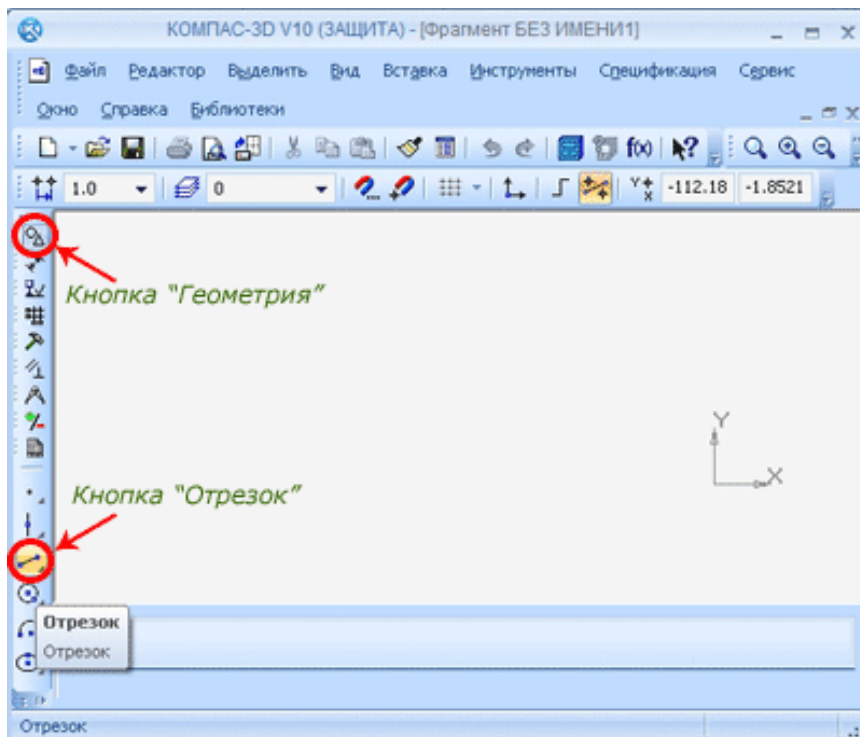 КОМПАС-3D V10 (ЗАЩИТА) - [Фрагмент БЕЗ ИМЕНИ1]
Файл Редактор Выделить Вид Вставка Инструменты Спецификация Сервис
Окно Справка Библиотеки
f(x)
1.0 0 Y X -112.18 -1.8521
Кнопка “Геометрия”
Y
X
Кнопка “Отрезок”
Отрезок
Отрезок
Отрезок